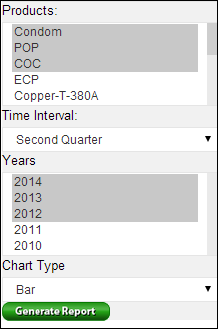 Products:
Condom
POP
COC
ECP
Copper-T-380A
Time Interval:
Second Quarter
Years
2014
2013
2012
2011
2010
Chart Type
Bar
Generate Report